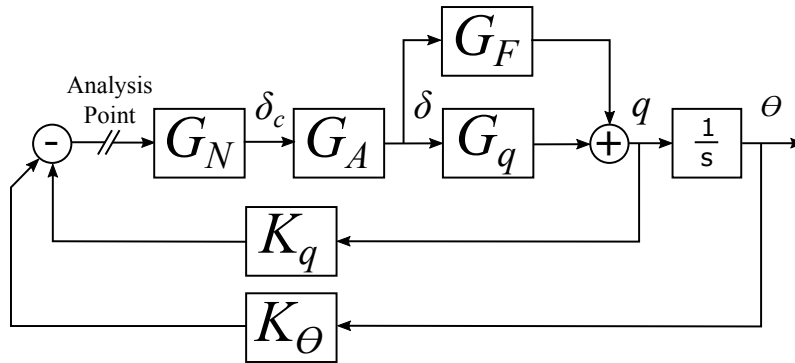 G_F
Analysis
Point
δ_c
δ
q
Θ
-
G_N
G_A
G_q
+
1/s
K_q
K_Θ